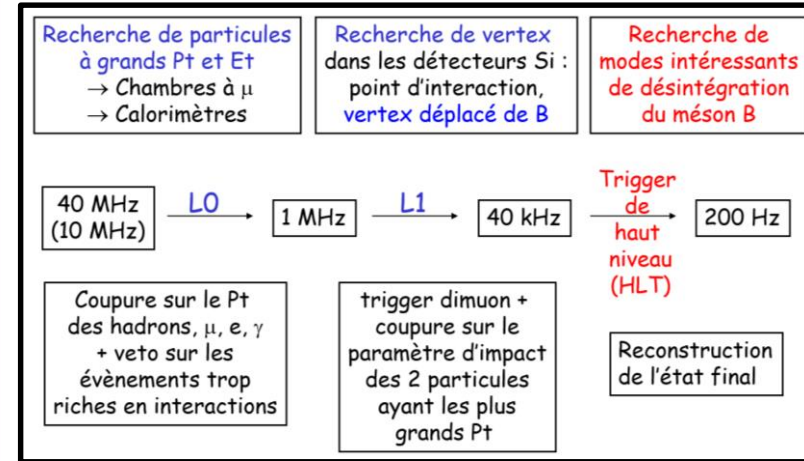 Recherche de particules
à grands Pt et Et
→ Chambres à μ
→ Calorimètres
Recherche de vertex
dans les détecteurs Si :
point d'interaction,
vertex déplacé de B
Recherche de
modes intéressants
de désintégration
du méson B
40 MHz
(10 MHz)
L0
1 MHz
L1
40 kHz
Trigger
de
haut
niveau
(HLT)
200 Hz
Coupure sur le Pt
des hadrons, μ, e, γ
+ veto sur les
évènements trop
riches en interactions
trigger dimuon +
coupure sur le
paramètre d'impact
des 2 particules
ayant les plus
grands Pt
Reconstruction
de l'état final